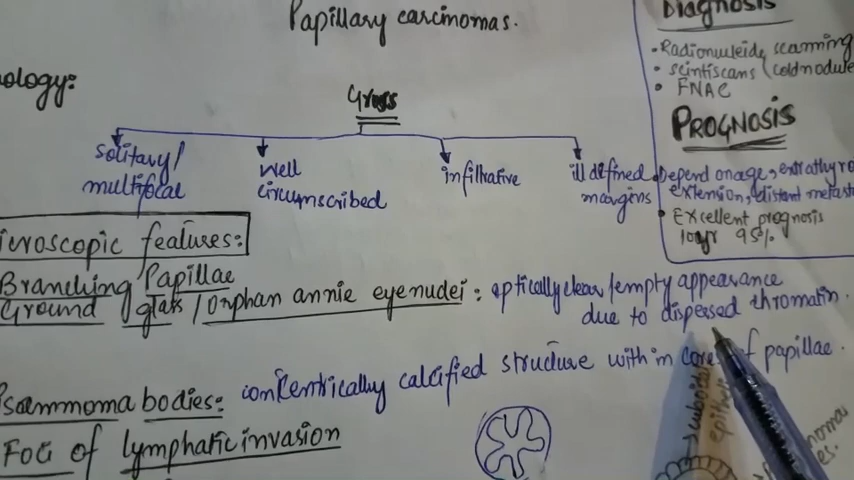 Papillary carcinomas.
ology:
Gross
solitary/
multifocal
well
circumscribed
infiltrative
ill defined
margins
Diagnosis
• Radionucleide scanning
• scintiscans (cold nodule
• FNAC
PROGNOSIS
• Depend on age, extrathyro
extension, distant metast
• Excellent prognosis
10yr 95%
icroscopic features:
Branching Papillae
Ground glass / orphan annie eye nuclei : optically clear/empty appearance
due to dispersed chromatin.
sammoma bodies: concentrically calcified structure within core of papillae.
Foci of lymphatic invasion